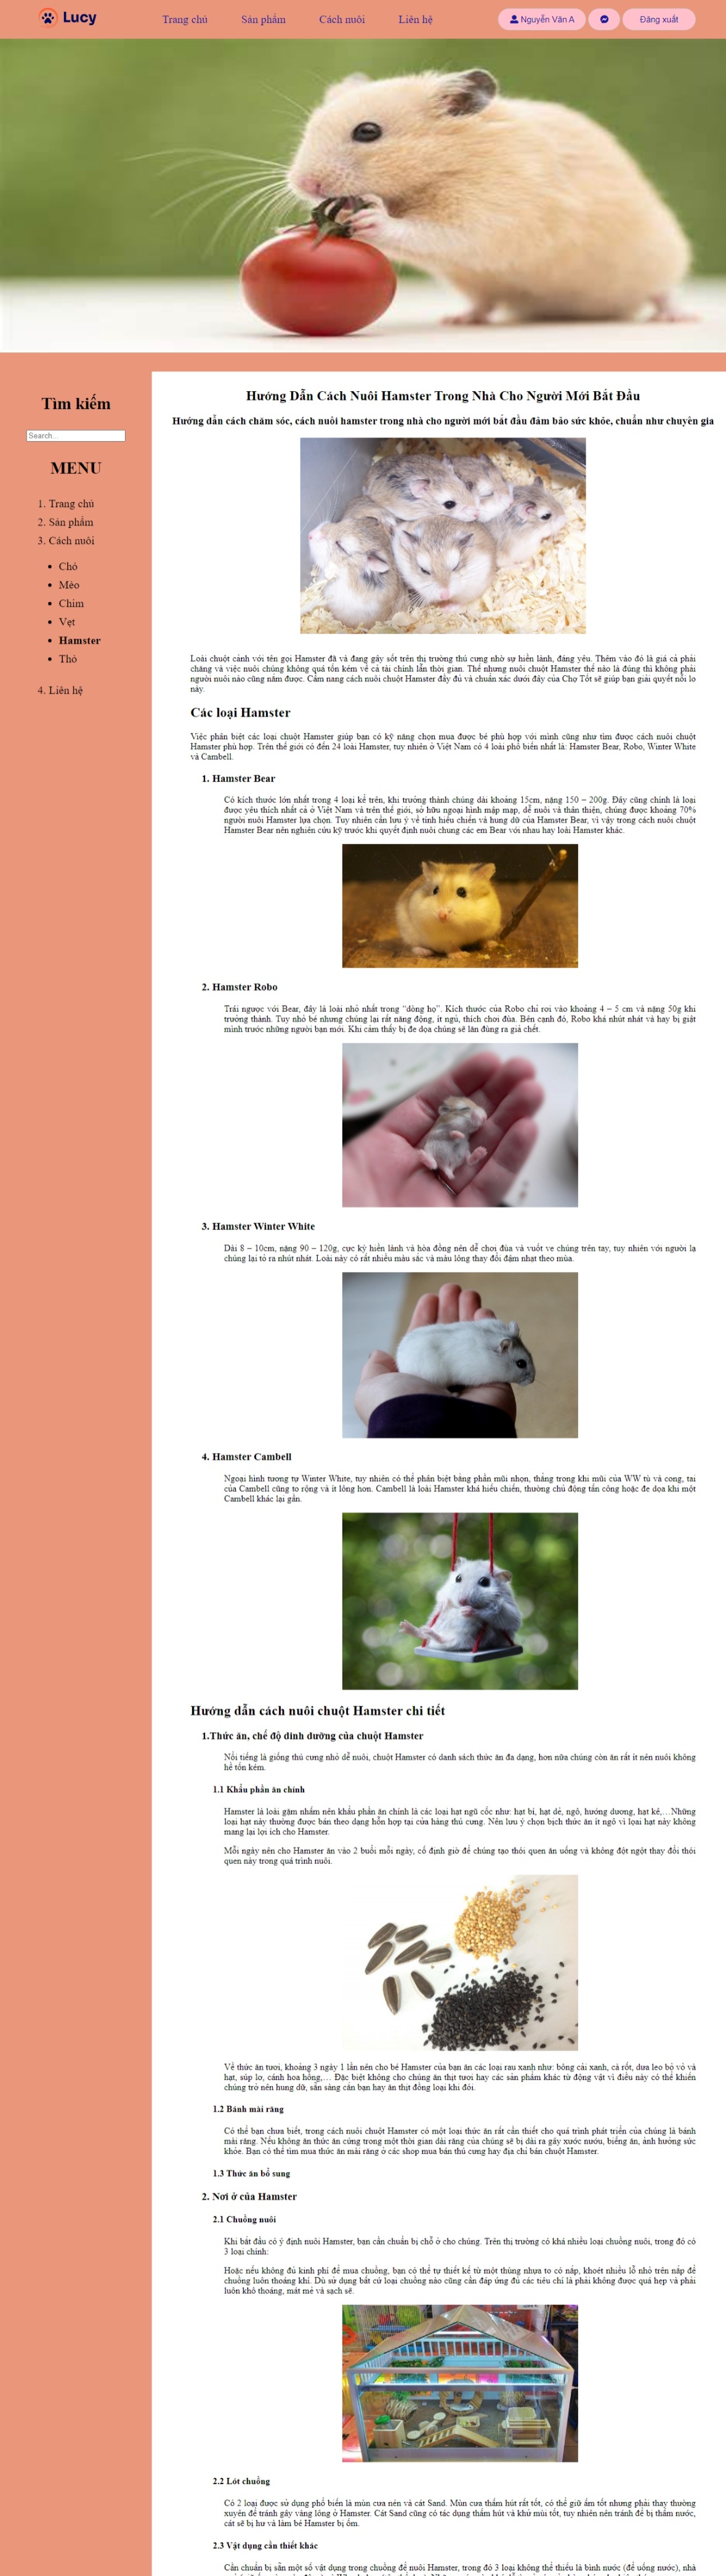 Lucy
Trang chủ
Sản phẩm
Cách nuôi
Liên hệ
Nguyễn Văn A
Đăng xuất
Tìm kiếm
Search...
MENU
1. Trang chủ
2. Sản phẩm
3. Cách nuôi
Chó
Mèo
Chim
Vẹt
Hamster
Thỏ
4. Liên hệ
Hướng Dẫn Cách Nuôi Hamster Trong Nhà Cho Người Mới Bắt Đầu
Hướng dẫn cách chăm sóc, cách nuôi hamster trong nhà cho người mới bắt đầu đảm bảo sức khỏe, chuẩn như chuyên gia
Loài chuột cảnh với tên gọi Hamster đã và đang gây sốt trên thị trường thú cưng nhờ sự hiền lành, đáng yêu. Thêm vào đó là giá cả phải
chăng và việc nuôi chúng không quá tốn kém về cả tài chính lẫn thời gian. Thế nhưng nuôi chuột Hamster thế nào là đúng thì không phải
người nuôi nào cũng nắm được. Cẩm nang cách nuôi chuột Hamster đầy đủ và chuẩn xác dưới đây của Chợ Tốt sẽ giúp bạn giải quyết nỗi lo
này.
Các loại Hamster
Việc phân biệt các loại chuột Hamster giúp bạn có kỹ năng chọn mua được bé phù hợp với mình cũng như tìm được cách nuôi chuột
Hamster phù hợp. Trên thế giới có đến 24 loài Hamster, tuy nhiên ở Việt Nam có 4 loài phổ biến nhất là: Hamster Bear, Robo, Winter White
và Cambell.
1. Hamster Bear
Có kích thước lớn nhất trong 4 loại kể trên, khi trưởng thành chúng dài khoảng 15cm, nặng 150 – 200g. Đây cũng chính là loại
được yêu thích nhất cả ở Việt Nam và trên thế giới, sở hữu ngoại hình mập mạp, dễ nuôi và thân thiện, chúng được khoảng 70%
người nuôi Hamster lựa chọn. Tuy nhiên cần lưu ý về tính hiếu chiến và hung dữ của Hamster Bear, vì vậy trong cách nuôi chuột
Hamster Bear nên nghiên cứu kỹ trước khi quyết định nuôi chung các em Bear với nhau hay loài Hamster khác.
2. Hamster Robo
Trái ngược với Bear, đây là loài nhỏ nhất trong “dòng họ”. Kích thước của Robo chỉ rơi vào khoảng 4 – 5 cm và nặng 50g khi
trưởng thành. Tuy nhỏ bé nhưng chúng lại rất năng động, ít ngủ, thích chơi đùa. Bên cạnh đó, Robo khá nhút nhát và hay bị giật
mình trước những người bạn mới. Khi cảm thấy bị đe dọa chúng sẽ lăn đùng ra giả chết.
3. Hamster Winter White
Dài 8 – 10cm, nặng 90 – 120g, cực kỳ hiền lành và hòa đồng nên dễ chơi đùa và vuốt ve chúng trên tay, tuy nhiên với người lạ
chúng lại tỏ ra nhút nhát. Loài này có rất nhiều màu sắc và màu lông thay đổi đậm nhạt theo mùa.
4. Hamster Cambell
Ngoại hình tương tự Winter White, tuy nhiên có thể phân biệt bằng phần mũi nhọn, thẳng trong khi mũi của WW tù và cong, tai
của Cambell cũng to rộng và ít lông hơn. Cambell là loài Hamster khá hiếu chiến, thường chủ động tấn công hoặc đe dọa khi một
Cambell khác lại gần.
Hướng dẫn cách nuôi chuột Hamster chi tiết
1.Thức ăn, chế độ dinh dưỡng của chuột Hamster
Nổi tiếng là giống thú cưng nhỏ dễ nuôi, chuột Hamster có danh sách thức ăn đa dạng, hơn nữa chúng còn ăn rất ít nên nuôi không
hề tốn kém.
1.1 Khẩu phần ăn chính
Hamster là loài gặm nhấm nên khẩu phần ăn chính là các loại hạt ngũ cốc như: hạt bí, hạt dẻ, ngô, hướng dương, hạt kê,…Những
loại hạt này thường được bán theo dạng hỗn hợp tại cửa hàng thú cưng. Nên lưu ý chọn bịch thức ăn ít ngô vì loại hạt này không
mang lại lợi ích cho Hamster.
Mỗi ngày nên cho Hamster ăn vào 2 buổi mỗi ngày, cố định giờ để chúng tạo thói quen ăn uống và không đột ngột thay đổi thói
quen này trong quá trình nuôi.
Về thức ăn tươi, khoảng 3 ngày 1 lần nên cho bé Hamster của bạn ăn các loại rau xanh như: bông cải xanh, cà rốt, dưa leo bỏ vỏ và
hạt, súp lơ, cánh hoa hồng,… Đặc biệt không cho chúng ăn thịt tươi hay các sản phẩm khác từ động vật vì điều này có thể khiến
chúng trở nên hung dữ, sẵn sàng cắn bạn hay ăn thịt đồng loại khi đói.
1.2 Bánh mài răng
Có thể bạn chưa biết, trong cách nuôi chuột Hamster có một loại thức ăn rất cần thiết cho quá trình phát triển của chúng là bánh
mài răng. Nếu không ăn thức ăn cứng trong một thời gian dài răng của chúng sẽ bị dài ra gây xước nướu, biếng ăn, ảnh hưởng sức
khỏe. Bạn có thể tìm mua thức ăn mài răng ở các shop mua bán thú cưng hay địa chỉ bán chuột Hamster.
1.3 Thức ăn bổ sung
2. Nơi ở của Hamster
2.1 Chuồng nuôi
Khi bắt đầu có ý định nuôi Hamster, bạn cần chuẩn bị chỗ ở cho chúng. Trên thị trường có khá nhiều loại chuồng nuôi, trong đó có
3 loại chính:
Hoặc nếu không đủ kinh phí để mua chuồng, bạn có thể tự thiết kế từ một thùng nhựa to có nắp, khoét nhiều lỗ nhỏ trên nắp để
chuồng luôn thoáng khí. Dù sử dụng bất cứ loại chuồng nào cũng cần đáp ứng đủ các tiêu chí là phải không được quá hẹp và phải
luôn khô thoáng, mát mẻ và sạch sẽ.
2.2 Lót chuồng
Có 2 loại được sử dụng phổ biến là mùn cưa nén và cát Sand. Mùn cưa thấm hút rất tốt, có thể giữ ấm tốt nhưng phải thay thường
xuyên để tránh gây vàng lông ở Hamster. Cát Sand cũng có tác dụng thấm hút và khử mùi tốt, tuy nhiên nên tránh để bị thấm nước,
cát sẽ bị hư và làm bé Hamster bị ốm.
2.3 Vật dụng cần thiết khác
Cần chuẩn bị sẵn một số vật dụng trong chuồng để nuôi Hamster, trong đó 3 loại không thể thiếu là bình nước (để uống nước), nhà